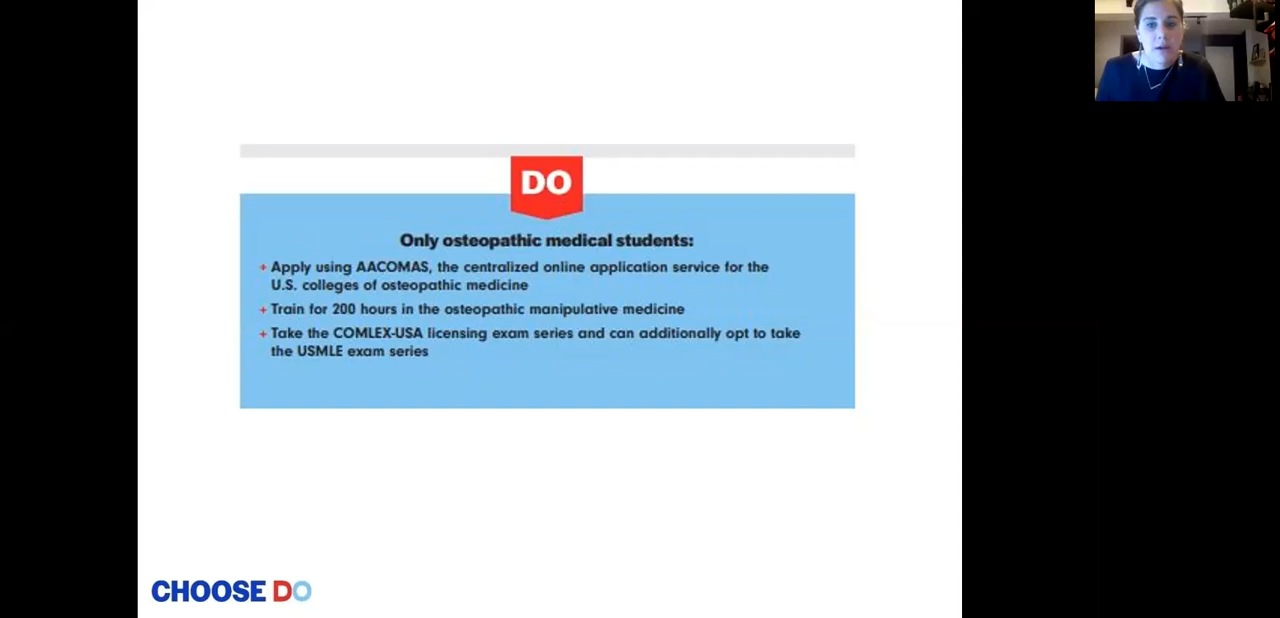 DO
Only osteopathic medical students:
+ Apply using AACOMAS, the centralized online application service for the
U.S. colleges of osteopathic medicine
+ Train for 200 hours in the osteopathic manipulative medicine
+ Take the COMLEX-USA licensing exam series and can additionally opt to take
the USMLE exam series
CHOOSE DO